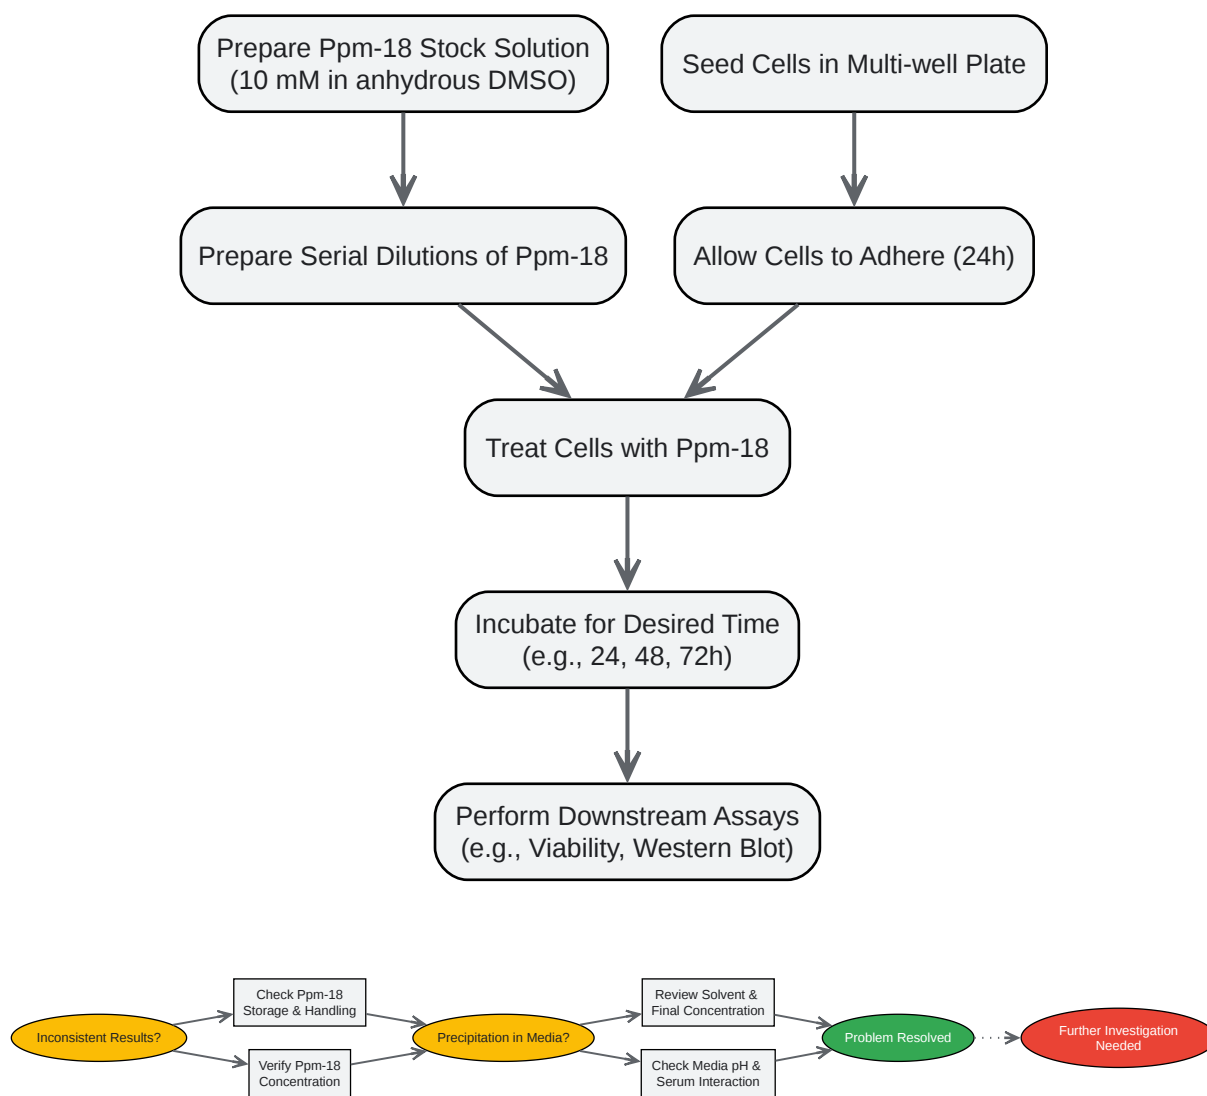 Prepare Ppm-18 Stock Solution
(10 mM in anhydrous DMSO)
Seed Cells in Multi-well Plate
Prepare Serial Dilutions of Ppm-18
Allow Cells to Adhere (24h)
Treat Cells with Ppm-18
Incubate for Desired Time
(e.g., 24, 48, 72h)
Perform Downstream Assays
(e.g., Viability, Western Blot)
Inconsistent Results?
Check Ppm-18
Storage & Handling
Verify Ppm-18
Concentration
Precipitation in Media?
Review Solvent &
Final Concentration
Check Media pH &
Serum Interaction
Problem Resolved
Further Investigation
Needed